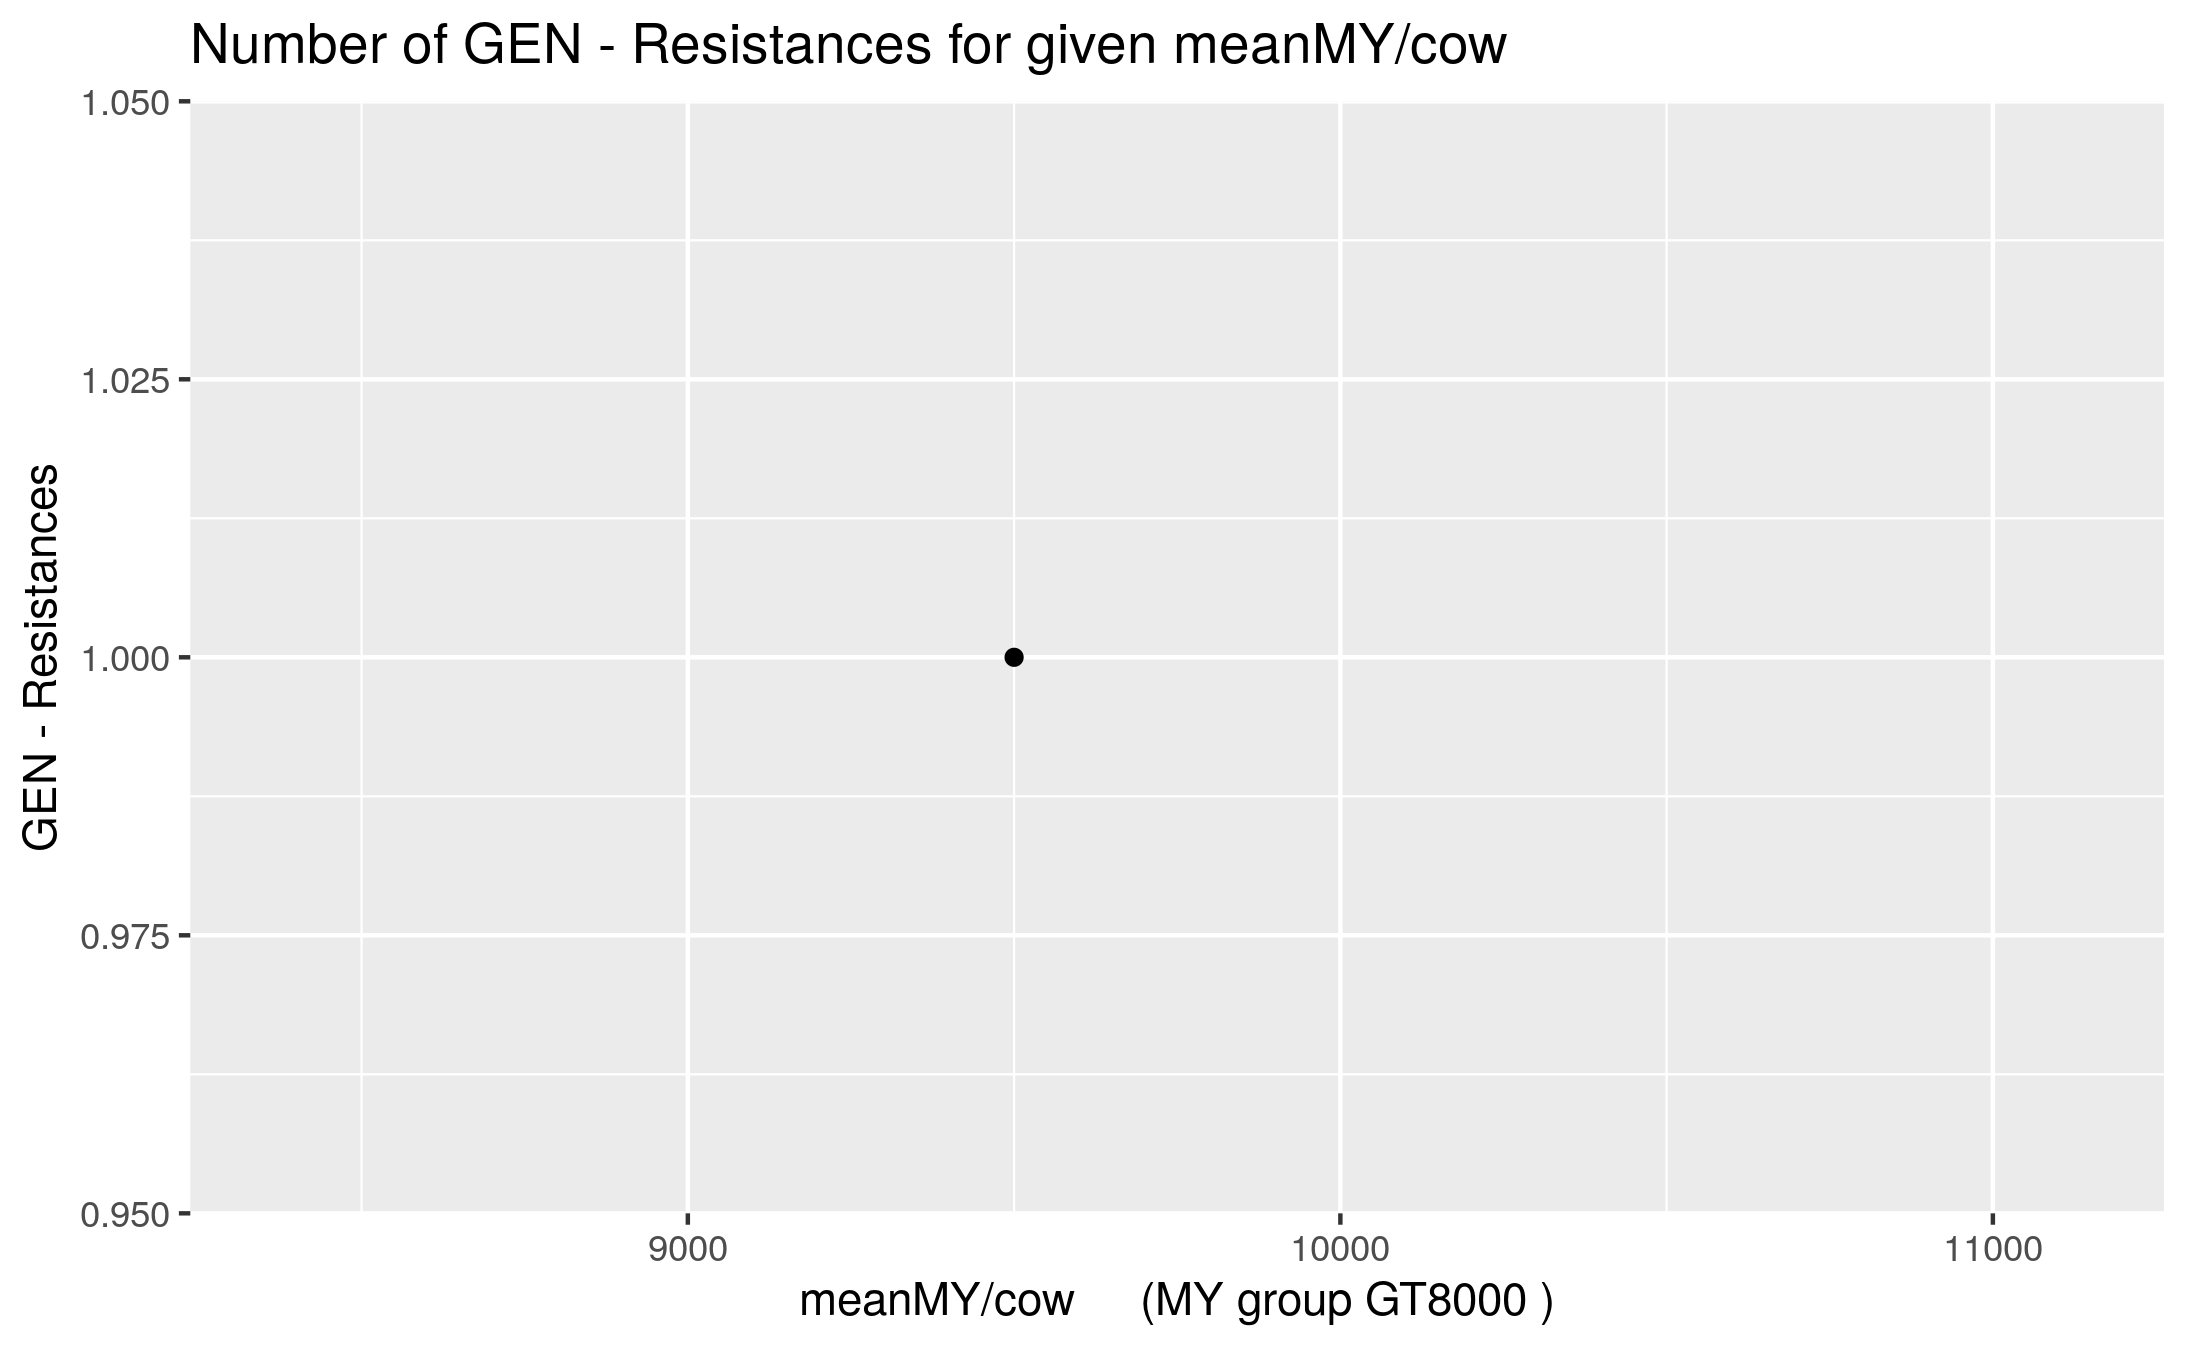 Number of GEN - Resistances for given meanMY/cow
1.050
1.025
1.000
0.975
0.950
GEN - Resistances
9000
10000
11000
meanMY/cow     (MY group GT8000 )